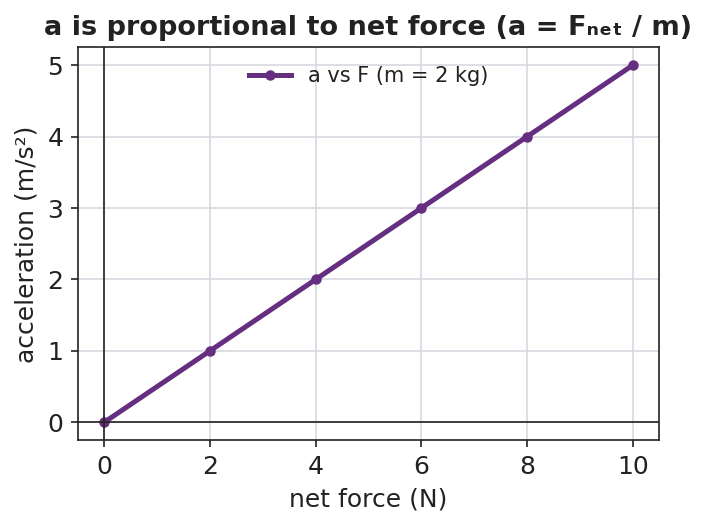 a is proportional to net force (a = Fₙₑₜ / m)
a vs F (m = 2 kg)
acceleration (m/s²)
5
4
3
2
1
0
0 2 4 6 8 10
net force (N)